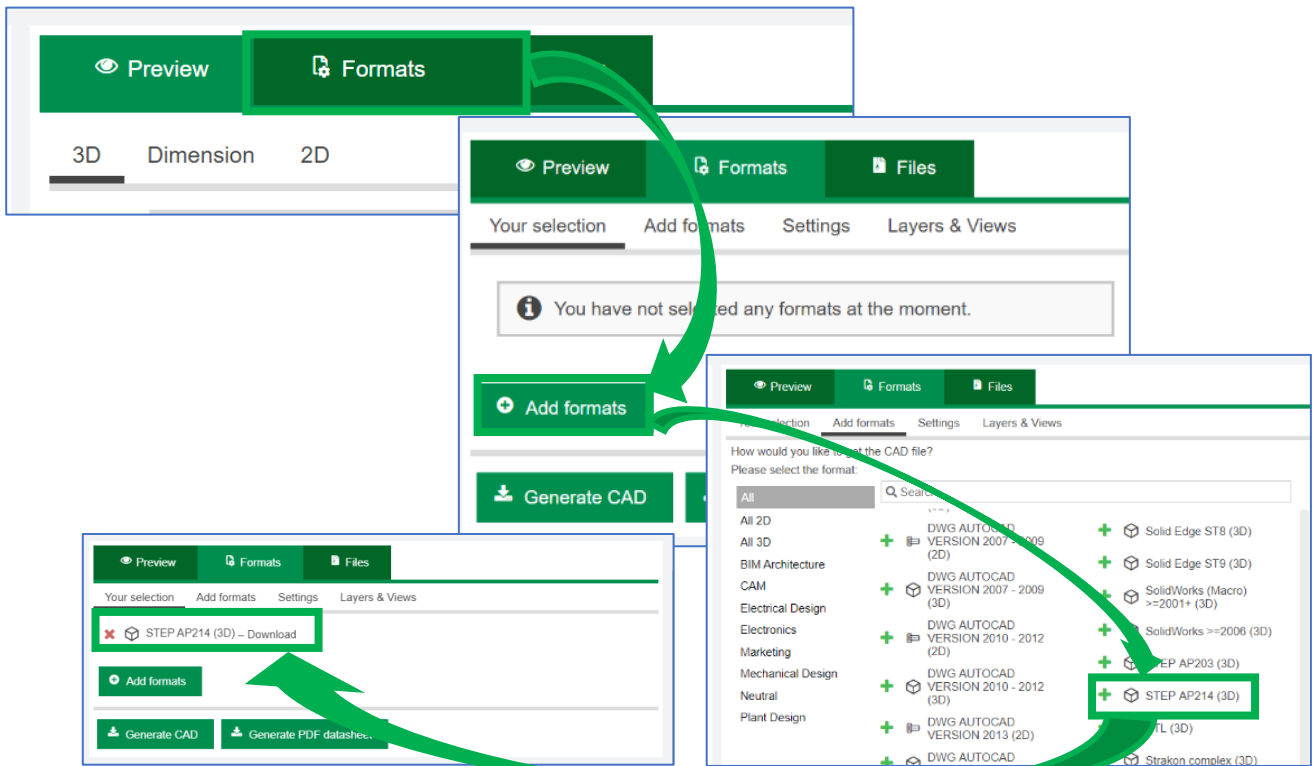 Preview
Formats
3D
Dimension
2D
Preview
Formats
Files
Your selection
Add formats
Settings
Layers & Views
You have not selected any formats at the moment.
Add formats
Generate CAD
Preview
Formats
Files
selection
Add formats
Settings
Layers & Views
How would you like to get the CAD file?
Please select the format:
All
All 2D
All 3D
BIM Architecture
CAM
Electrical Design
Electronics
Marketing
Mechanical Design
Neutral
Plant Design
Search
DWG AUTOCAD
VERSION 2007 - 2009
(2D)
DWG AUTOCAD
VERSION 2007 - 2009
(3D)
DWG AUTOCAD
VERSION 2010 - 2012
(2D)
DWG AUTOCAD
VERSION 2010 - 2012
(3D)
DWG AUTOCAD
VERSION 2013 (2D)
DWG AUTOCAD
Solid Edge ST8 (3D)
Solid Edge ST9 (3D)
SolidWorks (Macro)
>=2001+ (3D)
SolidWorks >=2006 (3D)
STEP AP203 (3D)
STEP AP214 (3D)
STL (3D)
Strakon complex (3D)
Preview
Formats
Files
Your selection
Add formats
Settings
Layers & Views
STEP AP214 (3D) – Download
Add formats
Generate CAD
Generate PDF datasheet